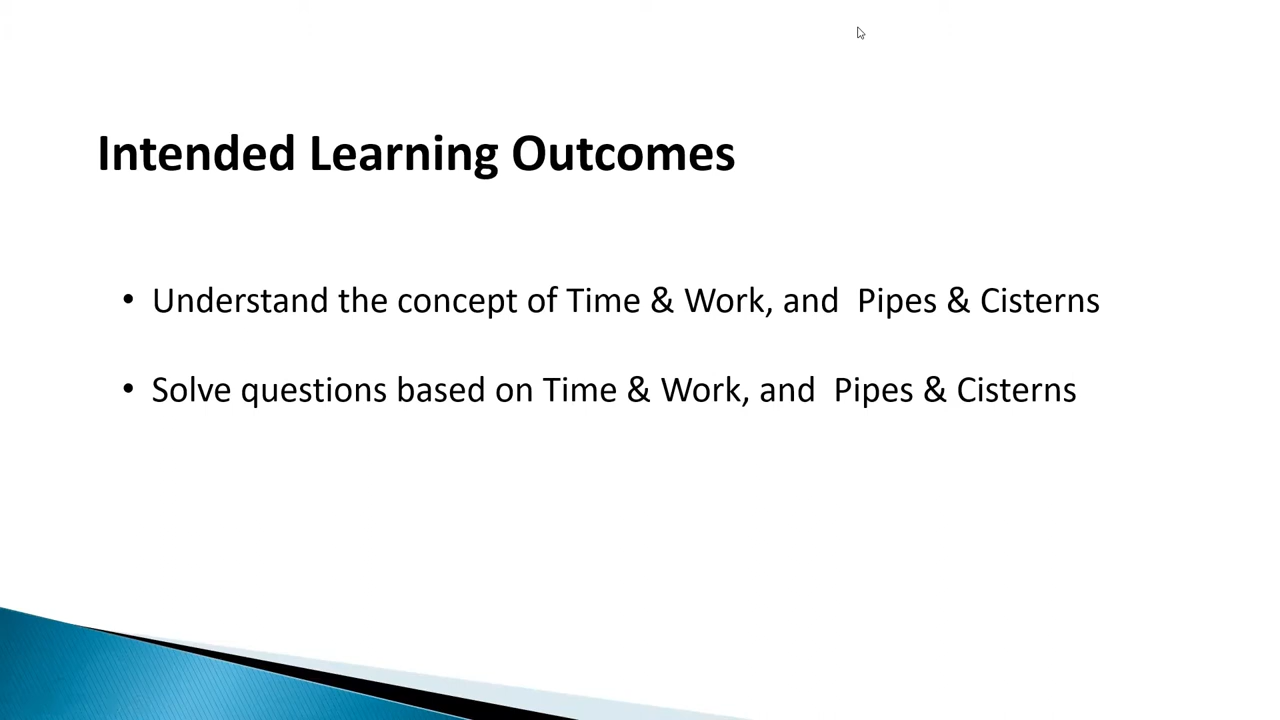 Intended Learning Outcomes
• Understand the concept of Time & Work, and  Pipes & Cisterns
• Solve questions based on Time & Work, and  Pipes & Cisterns